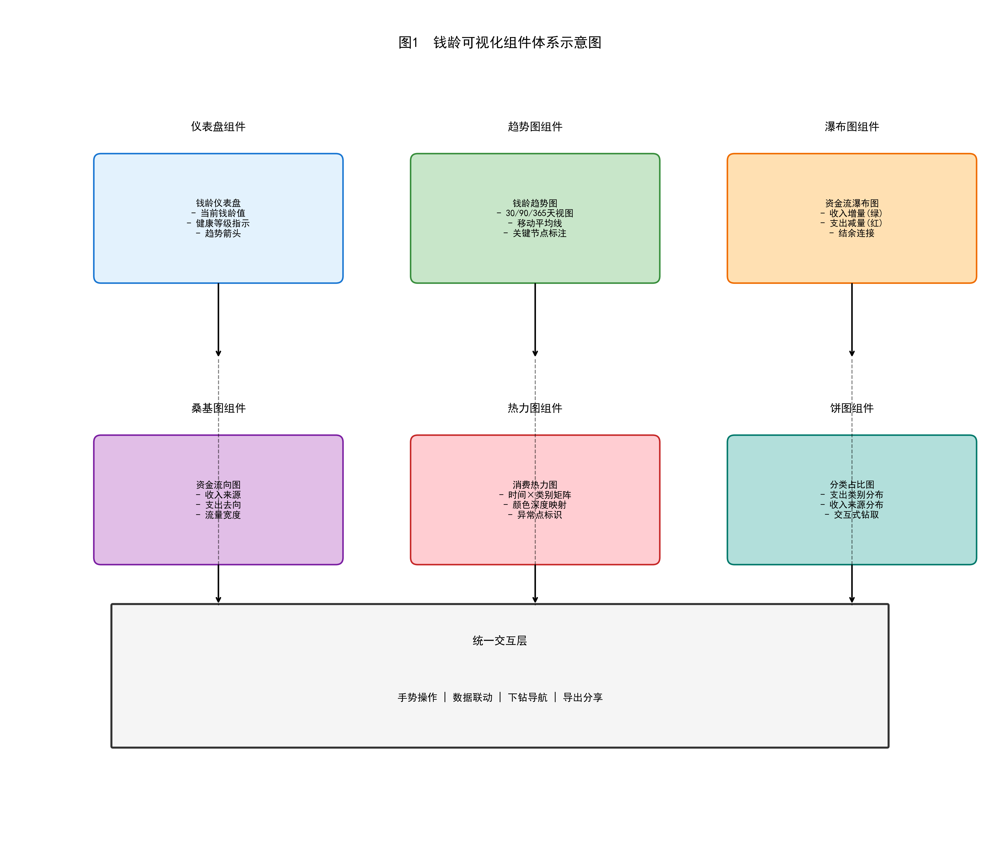 图1  钱龄可视化组件体系示意图
仪表盘组件
钱龄仪表盘
- 当前钱龄值
- 健康等级指示
- 趋势箭头
趋势图组件
钱龄趋势图
- 30/90/365天视图
- 移动平均线
- 关键节点标注
瀑布图组件
资金流瀑布图
- 收入增量(绿)
- 支出减量(红)
- 结余连接
桑基图组件
资金流向图
- 收入来源
- 支出去向
- 流量宽度
热力图组件
消费热力图
- 时间×类别矩阵
- 颜色深度映射
- 异常点标识
饼图组件
分类占比图
- 支出类别分布
- 收入来源分布
- 交互式钻取
统一交互层
手势操作 | 数据联动 | 下钻导航 | 导出分享